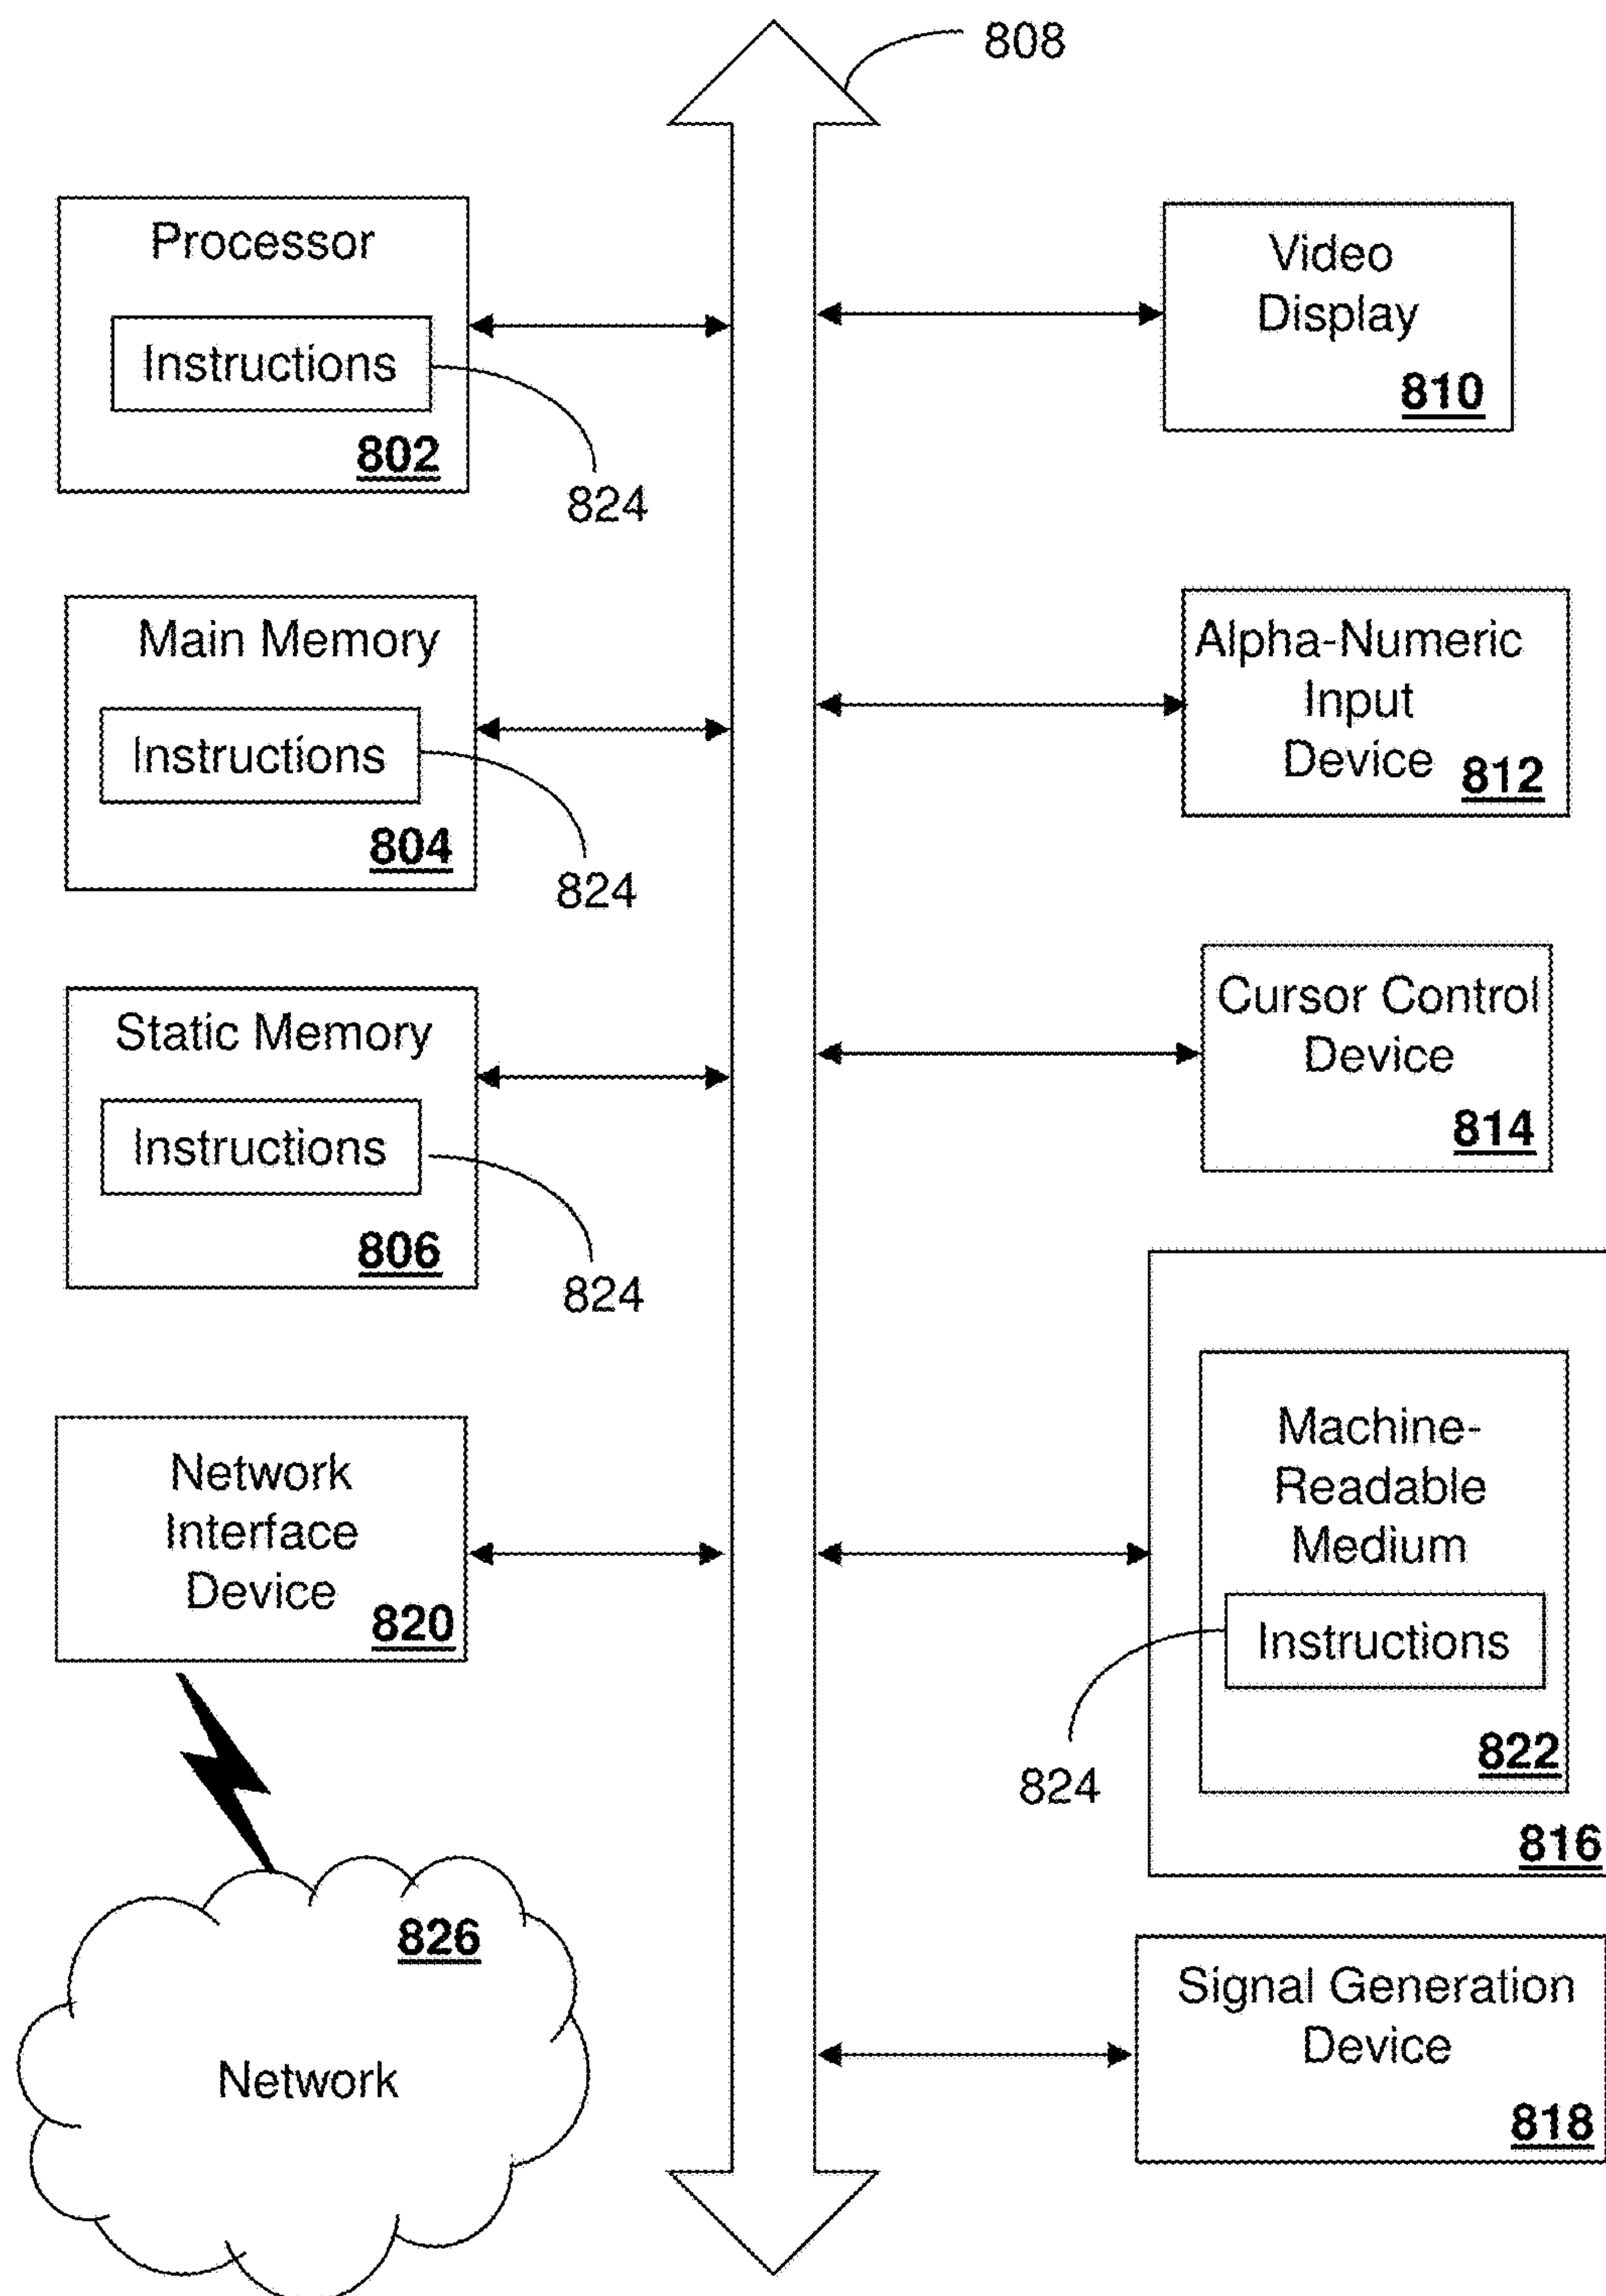 808
Processor
Instructions
802
824
Main Memory
Instructions
804
824
Static Memory
Instructions
806
824
Network
Interface
Device
820
826
Network
Video
Display
810
Alpha-Numeric
Input
Device
812
Cursor Control
Device
814
Machine-
Readable
Medium
Instructions
822
824
816
Signal Generation
Device
818